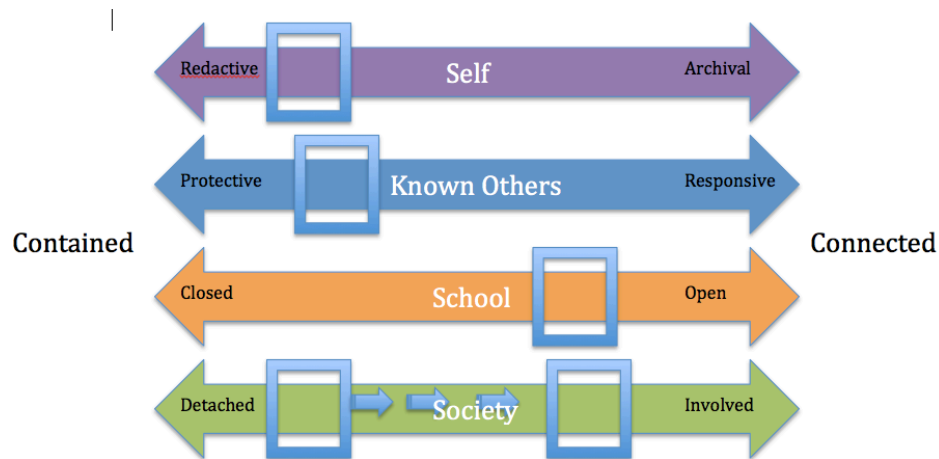 Redactive Self Archival
Protective Known Others Responsive
Contained Connected
Closed School Open
Detached Society Involved